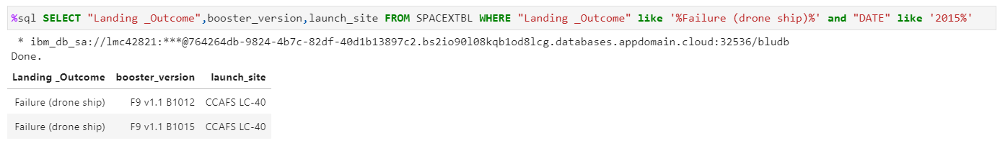 %sql SELECT "Landing _Outcome",booster_version,launch_site FROM SPACEXTBL WHERE "Landing _Outcome" like '%Failure (drone ship)%' and "DATE" like '2015%'
* ibm_db_sa://lmc42821:***@764264db-9824-4b7c-82df-40d1b13897c2.bs2io90l08kqb1od8lcg.databases.appdomain.cloud:32536/bludb
Done.
Landing _Outcome booster_version launch_site
Failure (drone ship) F9 v1.1 B1012 CCAFS LC-40
Failure (drone ship) F9 v1.1 B1015 CCAFS LC-40